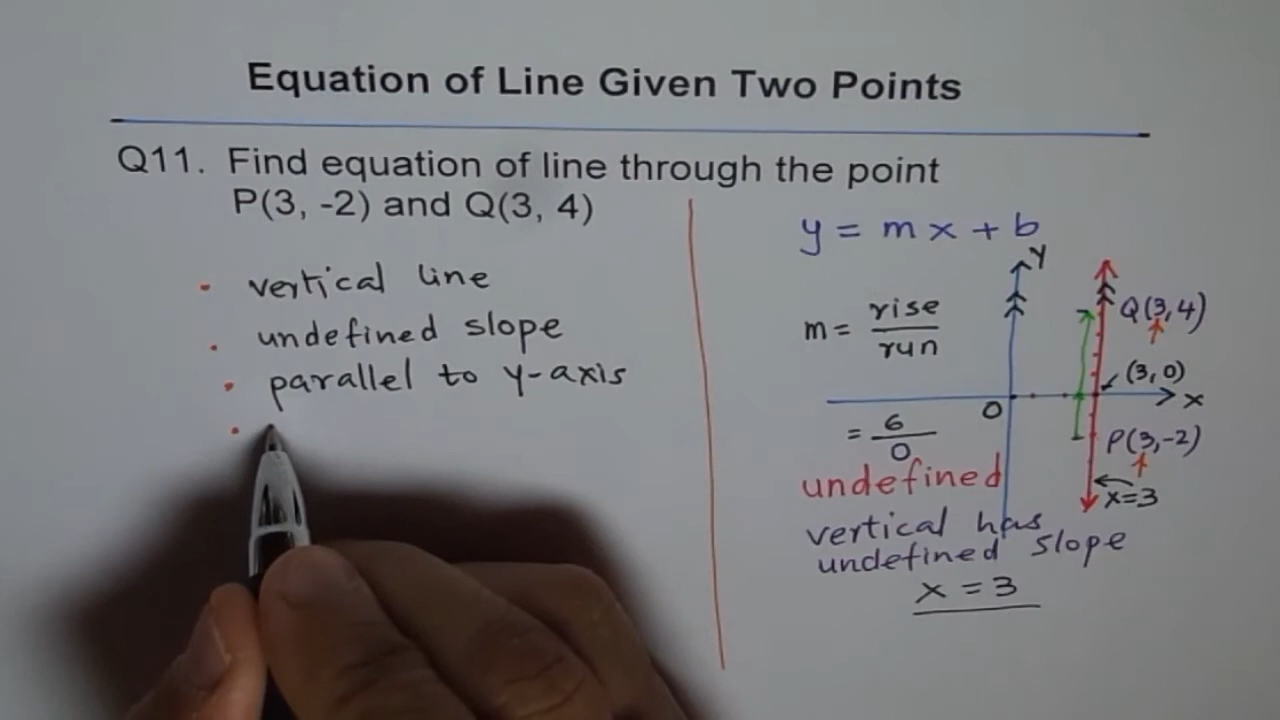 Equation of Line Given Two Points
Q11. Find equation of line through the point
P(3, -2) and Q(3, 4)
. vertical line
. undefined slope
. parallel to y-axis
.
y = mx + b
m = rise
run
= 6
0
undefined
vertical has
undefined slope
x = 3
Y
Q(3,4)
(3,0)
x
O
P(3,-2)
x=3